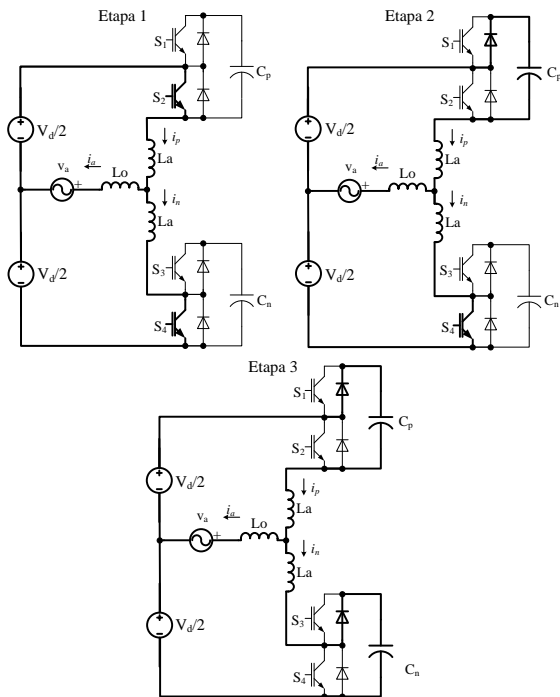 Etapa 1
S1
Cp
S2
ip
Vd/2
La
ia
Lo
va
+
in
La
Vd/2
S3
Cn
S4
Etapa 2
S1
Cp
S2
ip
Vd/2
La
ia
Lo
va
+
in
La
Vd/2
S3
Cn
S4
Etapa 3
S1
Cp
S2
ip
Vd/2
La
ia
Lo
va
+
in
La
Vd/2
S3
Cn
S4